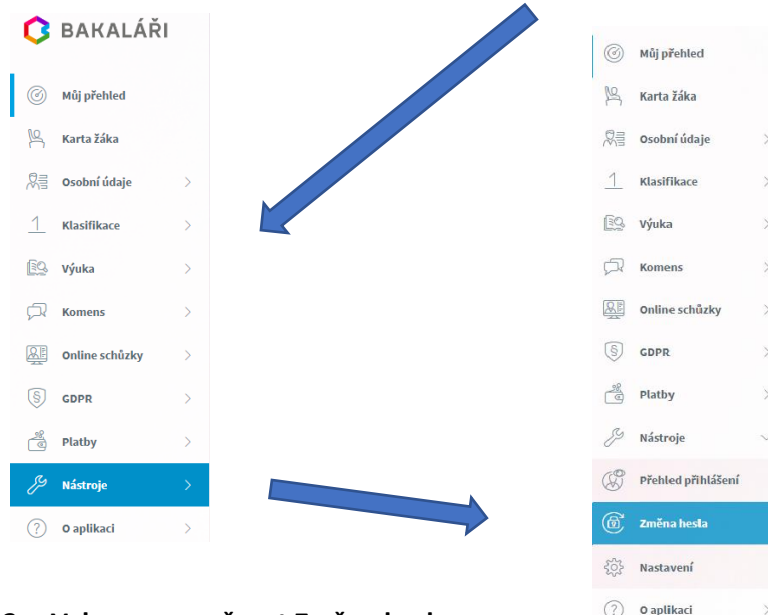 BAKALÁŘI
Můj přehled
Karta žáka
Osobní údaje
Klasifikace
Výuka
Komens
Online schůzky
GDPR
Platby
Nástroje
O aplikaci
Můj přehled
Karta žáka
Osobní údaje
Klasifikace
Výuka
Komens
Online schůzky
GDPR
Platby
Nástroje
Přehled přihlášení
Změna hesla
Nastavení
O aplikaci